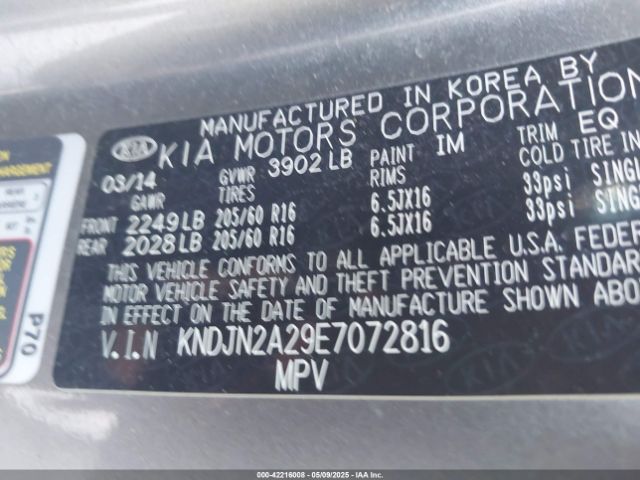 MANUFACTURED IN KOREA BY
KIA KIA MOTORS CORPORATION
03/14 GVWR 3902 LB PAINT IM TRIM EQ
GAWR TIRES RIMS COLD TIRE IN
FRONT 2249 LB 205/60 R16 6.5JX16 33psi SINGL
REAR 2028 LB 205/60 R16 6.5JX16 33psi SING
THIS VEHICLE CONFORMS TO ALL APPLICABLE U.S.A. FEDER
MOTOR VEHICLE SAFETY AND THEFT PREVENTION STANDAR
IN EFFECT ON THE DATE OF MANUFACTURE SHOWN ABO
V.I.N KNDJN2A29E7072816
MPV
P70
000-42216008 - 05/09/2025 - IAAI.CA